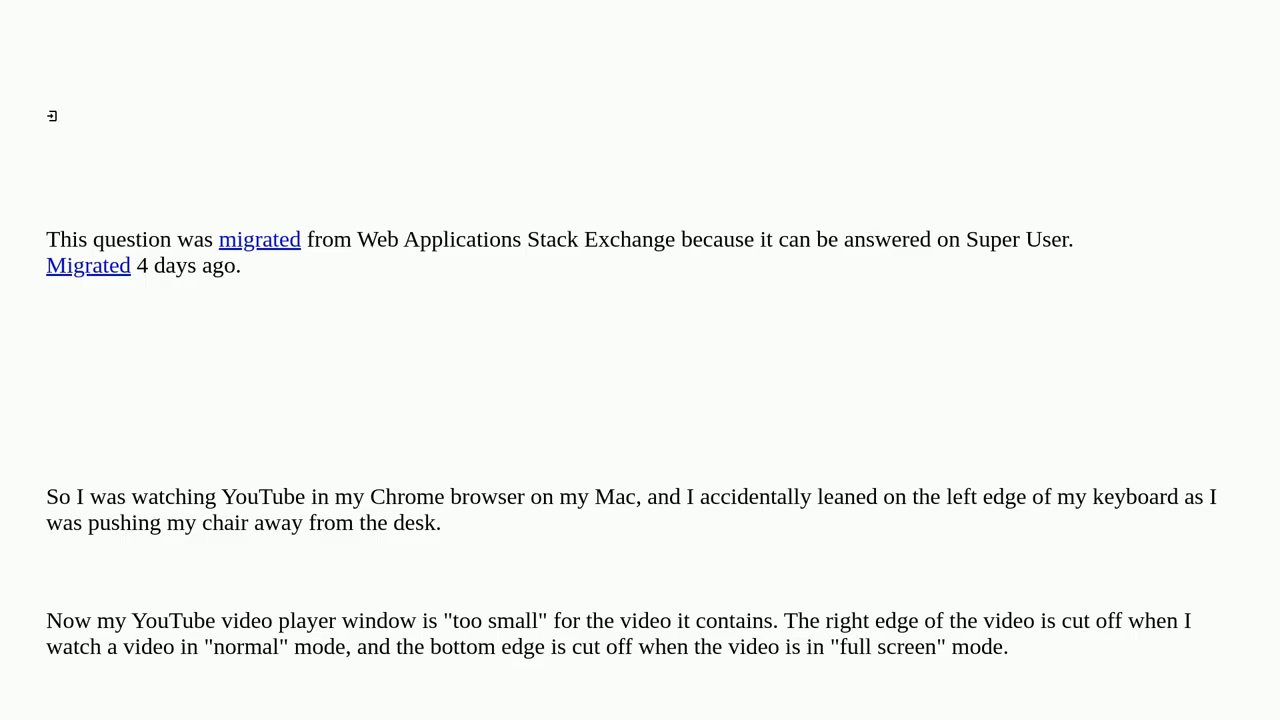 This question was migrated from Web Applications Stack Exchange because it can be answered on Super User.
Migrated 4 days ago.
So I was watching YouTube in my Chrome browser on my Mac, and I accidentally leaned on the left edge of my keyboard as I
was pushing my chair away from the desk.
Now my YouTube video player window is "too small" for the video it contains. The right edge of the video is cut off when I
watch a video in "normal" mode, and the bottom edge is cut off when the video is in "full screen" mode.